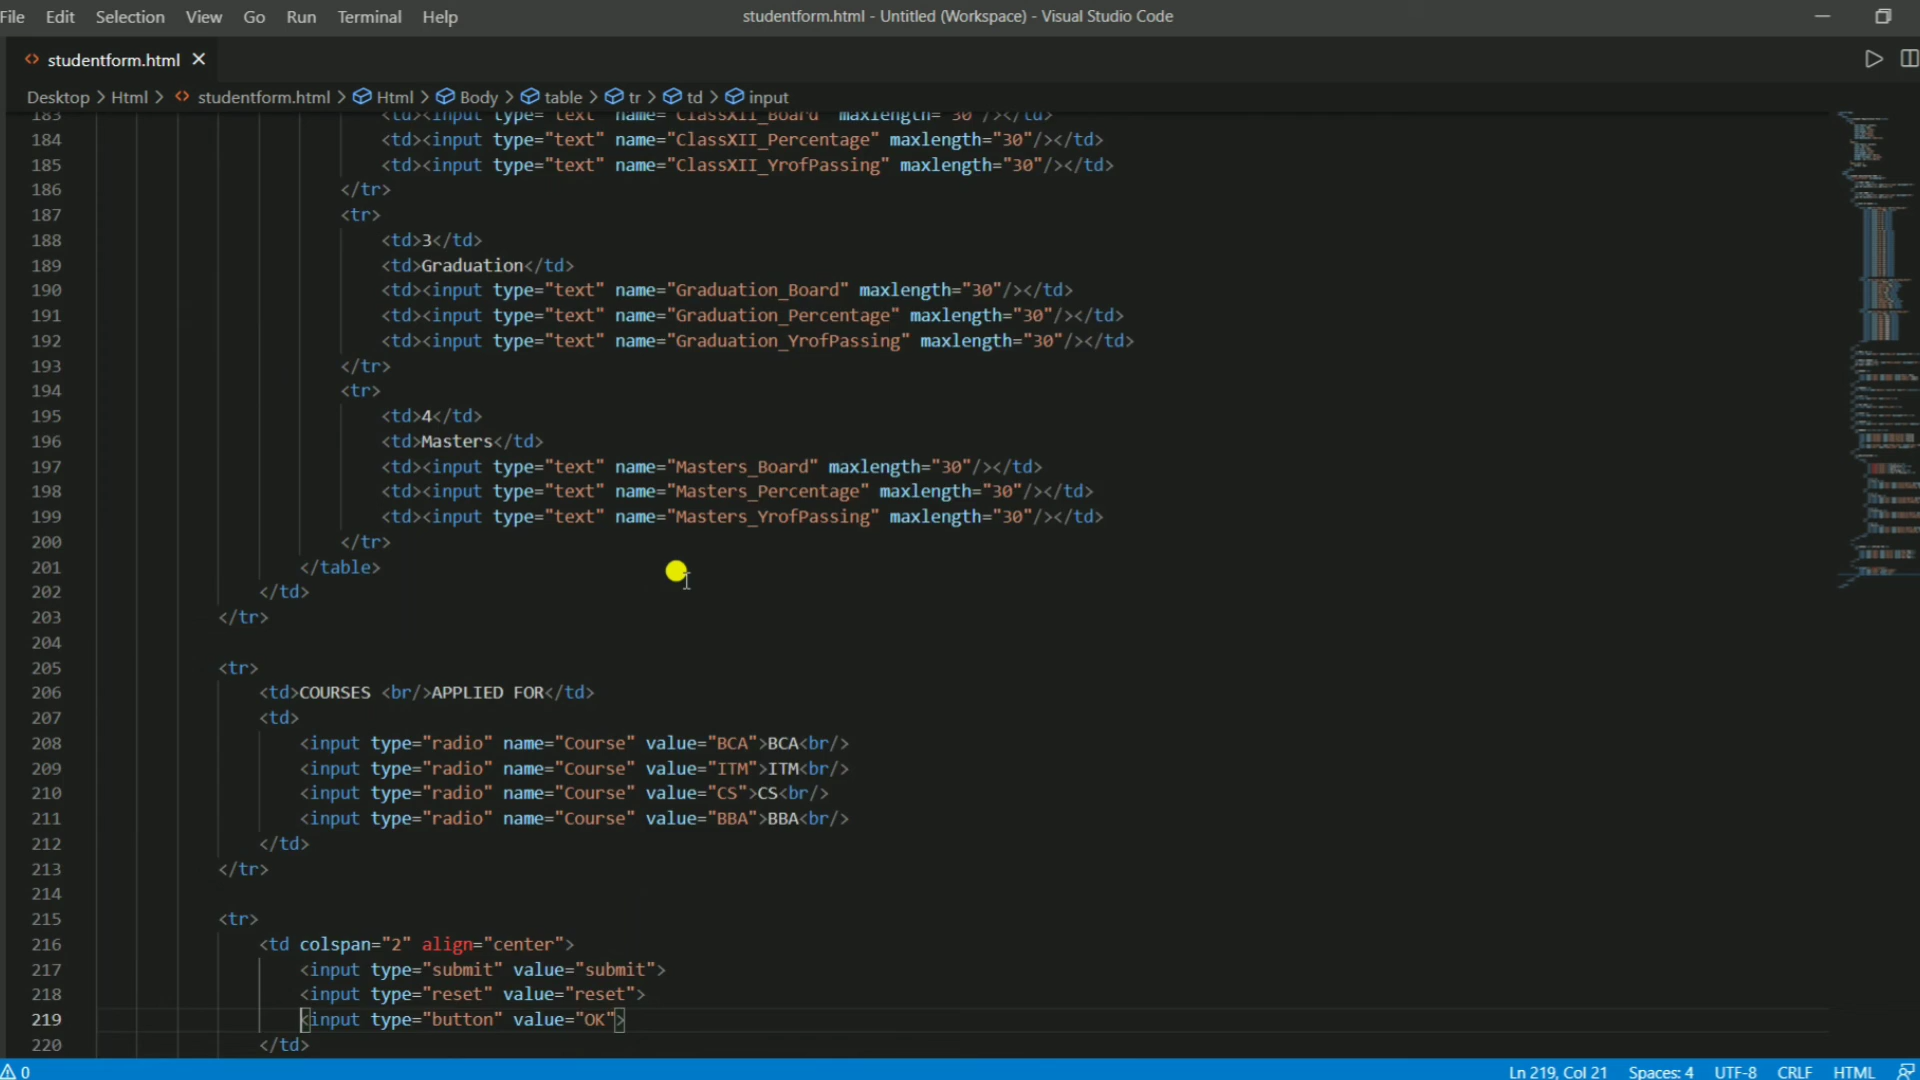 File Edit Selection View Go Run Terminal Help
studentform.html - Untitled (Workspace) - Visual Studio Code
<> studentform.html ×
Desktop > Html > <> studentform.html > Html > Body > table > tr > td > input
183 <td><input type="text" name="ClassXII_Board" maxlength="30"/></td>
184 <td><input type="text" name="ClassXII_Percentage" maxlength="30"/></td>
185 <td><input type="text" name="ClassXII_YrofPassing" maxlength="30"/></td>
186 </tr>
187 <tr>
188 <td>3</td>
189 <td>Graduation</td>
190 <td><input type="text" name="Graduation_Board" maxlength="30"/></td>
191 <td><input type="text" name="Graduation_Percentage" maxlength="30"/></td>
192 <td><input type="text" name="Graduation_YrofPassing" maxlength="30"/></td>
193 </tr>
194 <tr>
195 <td>4</td>
196 <td>Masters</td>
197 <td><input type="text" name="Masters_Board" maxlength="30"/></td>
198 <td><input type="text" name="Masters_Percentage" maxlength="30"/></td>
199 <td><input type="text" name="Masters_YrofPassing" maxlength="30"/></td>
200 </tr>
201 </table>
202 </td>
203 </tr>
204
205 <tr>
206 <td>COURSES <br/>APPLIED FOR</td>
207 <td>
208 <input type="radio" name="Course" value="BCA">BCA<br/>
209 <input type="radio" name="Course" value="ITM">ITM<br/>
210 <input type="radio" name="Course" value="CS">CS<br/>
211 <input type="radio" name="Course" value="BBA">BBA<br/>
212 </td>
213 </tr>
214
215 <tr>
216 <td colspan="2" align="center">
217 <input type="submit" value="submit">
218 <input type="reset" value="reset">
219 <input type="button" value="OK">
220 </td>
0 Ln 219, Col 21 Spaces: 4 UTF-8 CRLF HTML